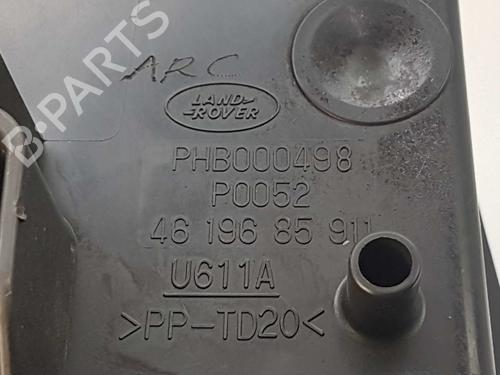 B-PARTS
ARC
LAND
ROVER
PHB000498
P0052
46 196 85 911
U611A
>PP-TD20<